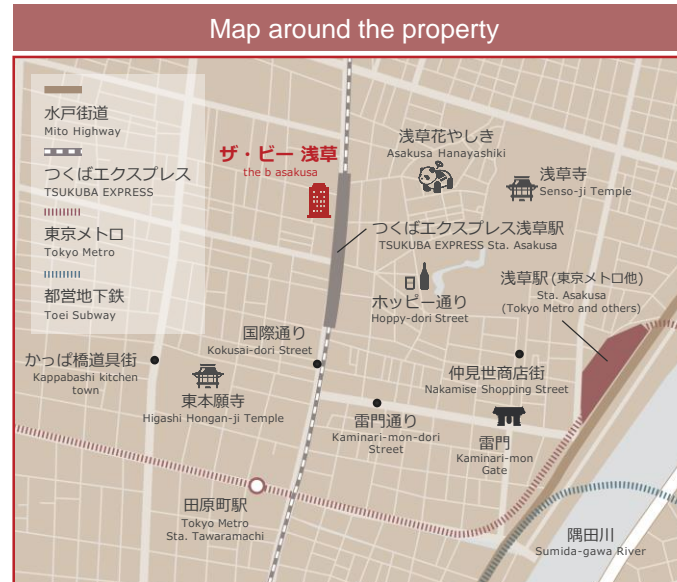 Map around the property
水戸街道
Mito Highway
つくばエクスプレス
TSUKUBA EXPRESS
東京メトロ
Tokyo Metro
都営地下鉄
Toei Subway
ザ・ビー 浅草
the b asakusa
浅草花やしき
Asakusa Hanayashiki
浅草寺
Senso-ji Temple
つくばエクスプレス浅草駅
TSUKUBA EXPRESS Sta. Asakusa
浅草駅 (東京メトロ他)
Sta. Asakusa
(Tokyo Metro and others)
ホッピー通り
Hoppy-dori Street
国際通り
Kokusai-dori Street
かっぱ橋道具街
Kappabashi kitchen
town
東本願寺
Higashi Hongan-ji Temple
仲見世商店街
Nakamise Shopping Street
雷門通り
Kaminari-mon-dori
Street
雷門
Kaminari-mon
Gate
田原町駅
Tokyo Metro
Sta. Tawaramachi
隅田川
Sumida-gawa River